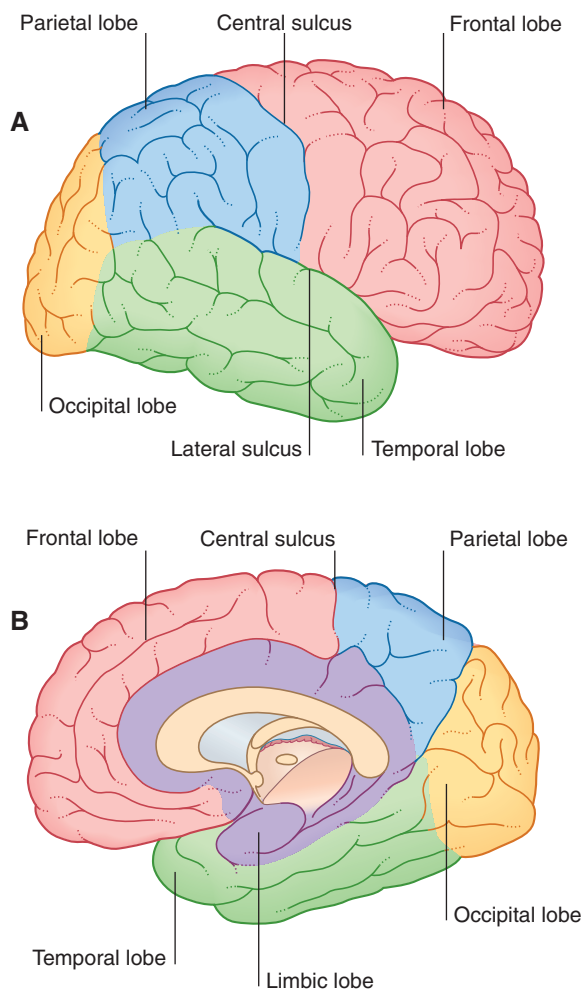 Parietal lobe
Central sulcus
Frontal lobe
A
Occipital lobe
Lateral sulcus
Temporal lobe
Frontal lobe
Central sulcus
Parietal lobe
B
Occipital lobe
Temporal lobe
Limbic lobe